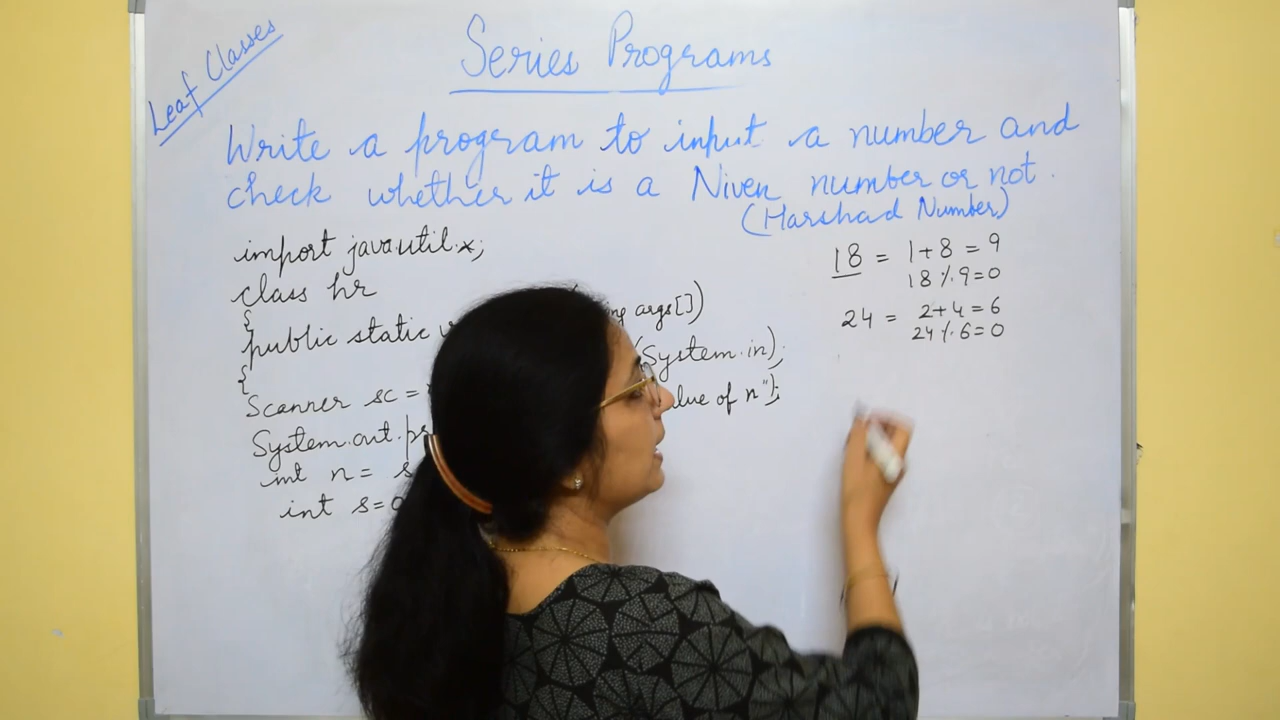 Leaf Classes
Series Programs
Write a program to input a number and
check whether it is a Niven number or not.
(Harshad Number)
import java.util.*;
class hr
{
public static args[])
{
Scanner sc = (System.in);
System.out. of n");
int n =
int s=0
18 = 1+8 = 9
18%9=0
24 = 2+4=6
24%6=0